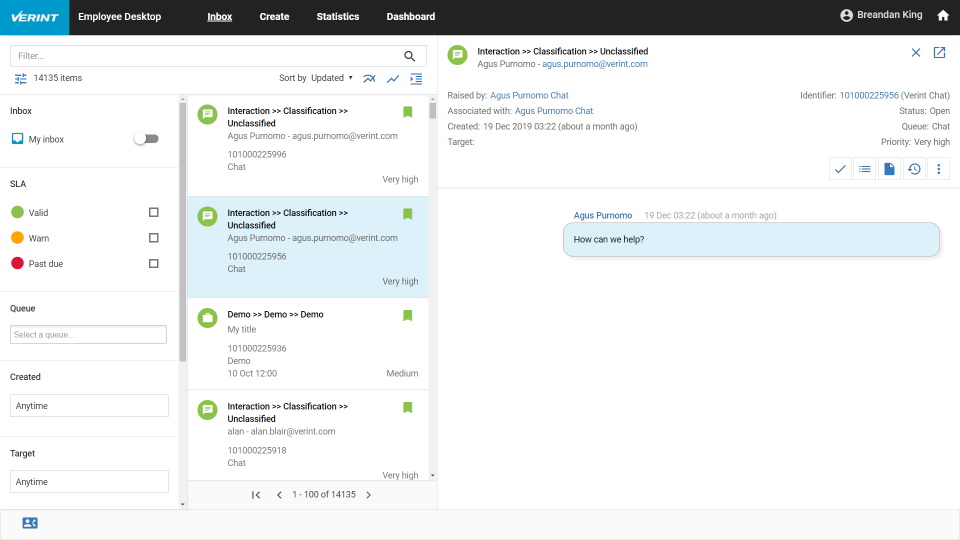 VERINT Employee Desktop Inbox Create Statistics Dashboard Breandan King
Filter...
14135 items Sort by Updated
Inbox
My inbox
SLA
Valid
Warn
Past due
Queue
Select a queue...
Created
Anytime
Target
Anytime
Interaction >> Classification >>
Unclassified
Agus Purnomo - agus.purnomo@verint.com
101000225996
Chat
Very high
Interaction >> Classification >>
Unclassified
Agus Purnomo - agus.purnomo@verint.com
101000225956
Chat
Very high
Demo >> Demo >> Demo
My title
101000225936
Demo
10 Oct 12:00 Medium
Interaction >> Classification >>
Unclassified
alan - alan.blair@verint.com
101000225918
Chat
Very high
1 - 100 of 14135
Interaction >> Classification >> Unclassified
Agus Purnomo - agus.purnomo@verint.com
Raised by: Agus Purnomo Chat Identifier: 101000225956 (Verint Chat)
Associated with: Agus Purnomo Chat Status: Open
Created: 19 Dec 2019 03:22 (about a month ago) Queue: Chat
Target: Priority: Very high
Agus Purnomo 19 Dec 03:22 (about a month ago)
How can we help?